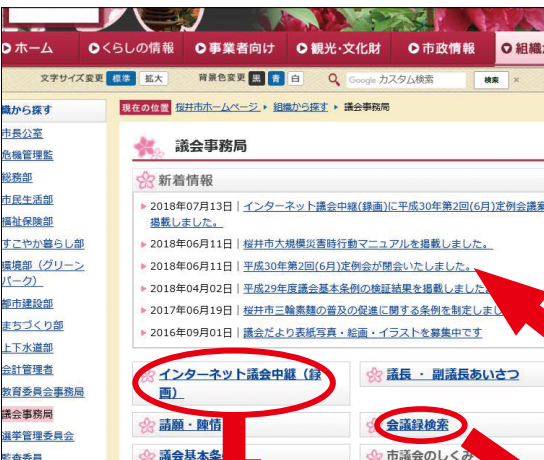 ホーム くらしの情報 事業者向け 観光・文化財 市政情報 組織
文字サイズ変更 標準 拡大 背景色変更 黒 青 白 Google カスタム検索 検索 ×
織から探す
現在の位置 桜井市ホームページ 組織から探す 議会事務局
市長公室
危機管理監
総務部
市民生活部
福祉保険部
すこやか暮らし部
環境部（グリーン
パーク）
都市建設部
まちづくり部
上下水道部
会計管理者
教育委員会事務局
議会事務局
選挙管理委員会
監査委員
議会事務局
新着情報
2018年07月13日｜インターネット議会中継(録画)に平成30年第2回(6月)定例会議案
掲載しました。
2018年06月11日｜桜井市大規模災害時行動マニュアルを掲載しました。
2018年06月11日｜平成30年第2回(6月)定例会が閉会いたしました。
2018年04月02日｜平成29年度議会基本条例の検証結果を掲載しました
2017年06月19日｜桜井市三輪素麺の普及の促進に関する条例を制定しまし
2016年09月01日｜議会だより表紙写真・絵画・イラストを募集中です
インターネット議会中継（録
画）
議長 ・ 副議長あいさつ
請願・陳情
会議録検索
議会基本条
市議会のしくみ